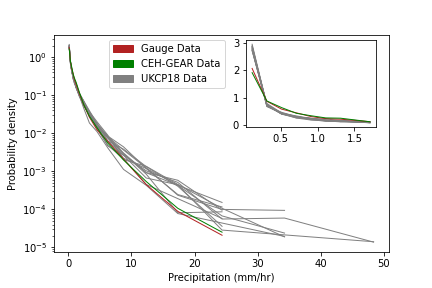 Gauge Data
CEH-GEAR Data
UKCP18 Data
3
2
1
0
0.5 1.0 1.5
10⁰
10⁻¹
10⁻²
10⁻³
10⁻⁴
10⁻⁵
Probability density
0 10 20 30 40 50
Precipitation (mm/hr)